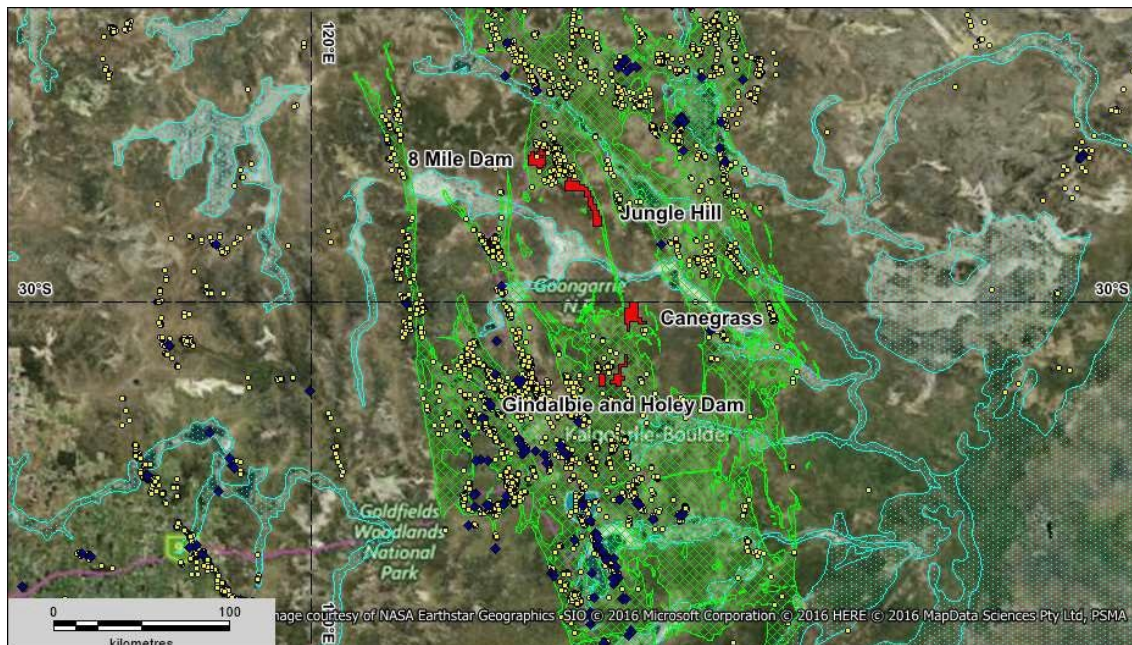 120°E
8 Mile Dam
Jungle Hill
30°S
Goongarrie
N.P.
30°S
Canegrass
Gindalbie and Holey Dam
Kalgoorlie-Boulder
Goldfields
Woodlands
National
Park
0 100
kilometres
mage courtesy of NASA Earthstar Geographics SIO © 2016 Microsoft Corporation © 2016 HERE © 2016 MapData Sciences Pty Ltd, PSMA